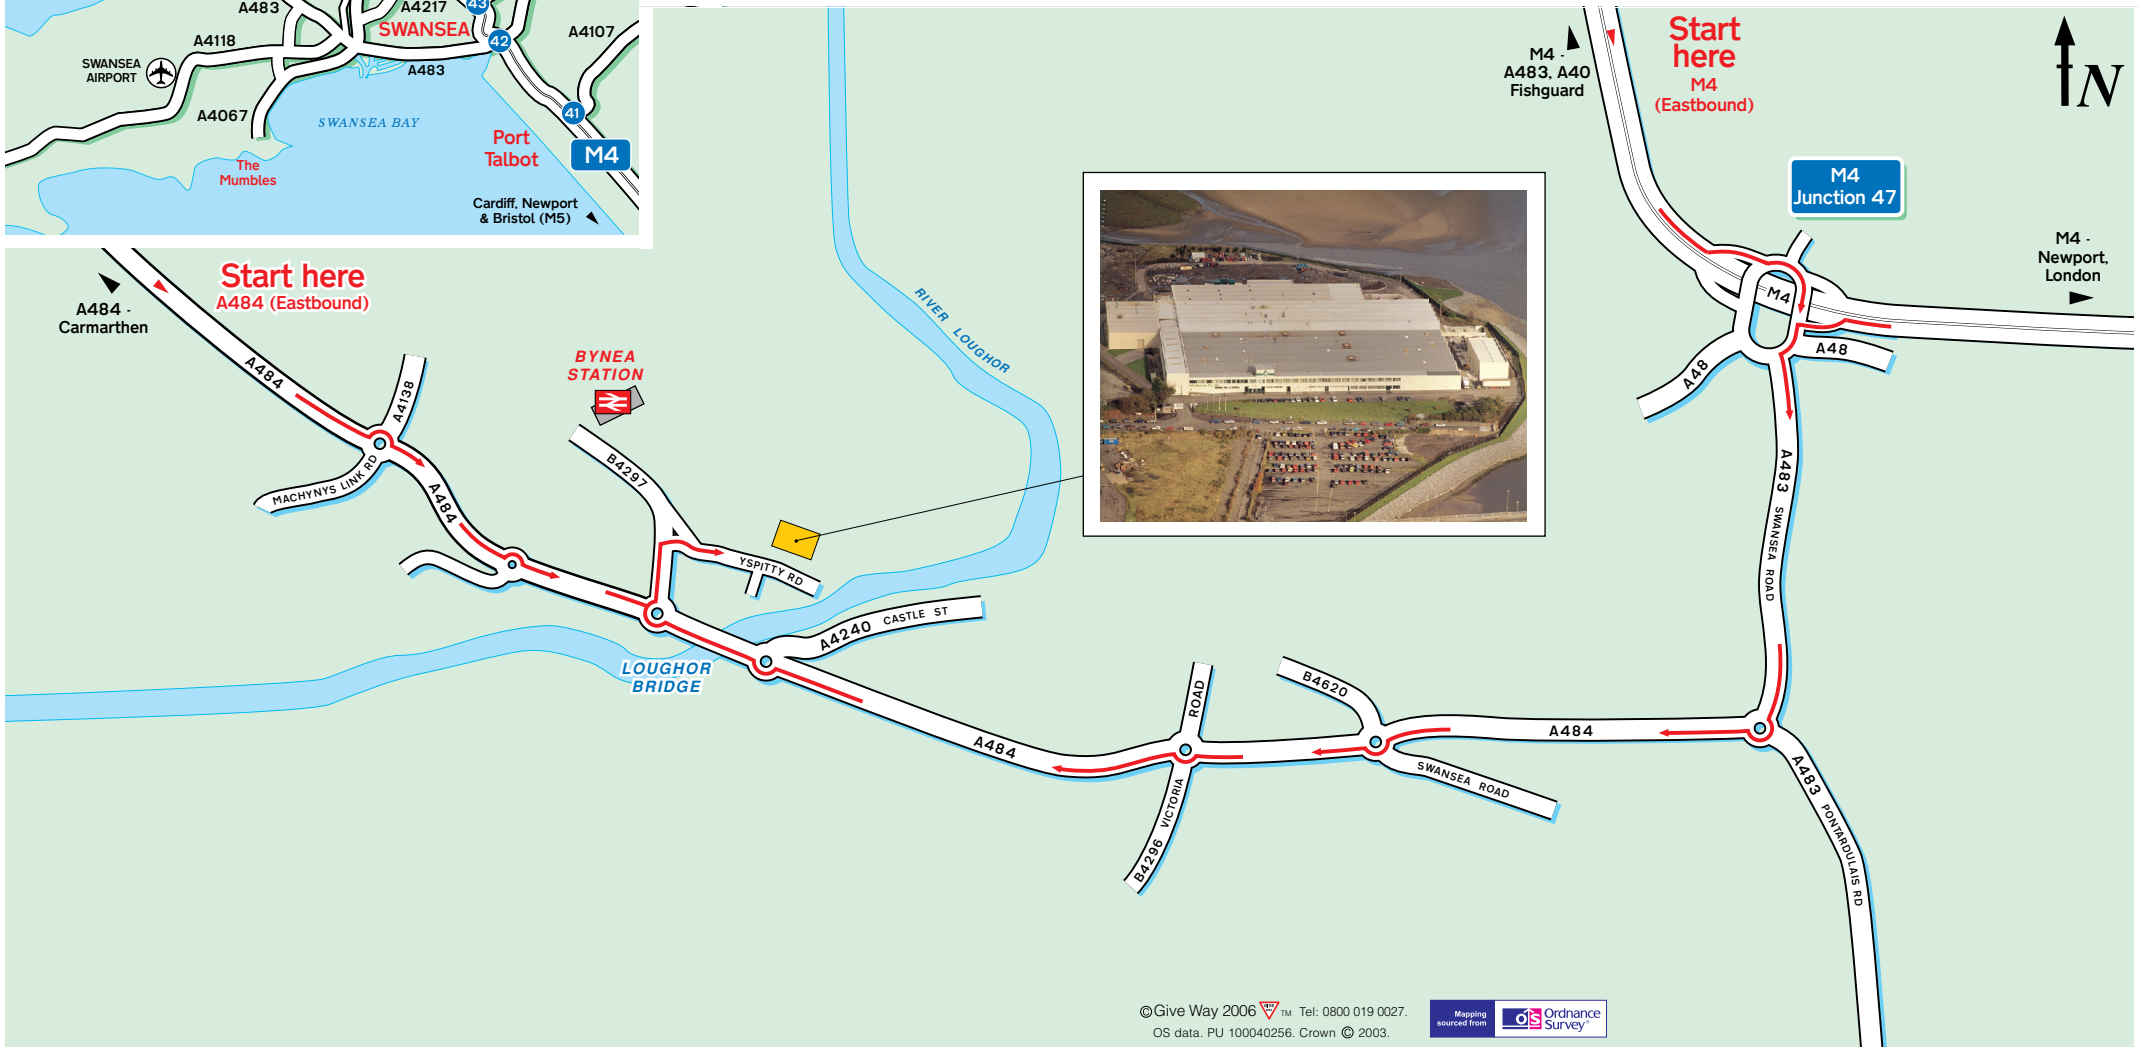 A483
A4217
43
SWANSEA
42
A4107
A4118
SWANSEA
AIRPORT
A483
A4067
SWANSEA BAY
41
Port
Talbot
M4
The
Mumbles
Cardiff, Newport
& Bristol (M5)
M4 -
A483, A40
Fishguard
Start
here
M4
(Eastbound)
N
M4
Junction 47
M4 -
Newport,
London
M4
A48
A48
Start here
A484 (Eastbound)
A484 -
Carmarthen
A484
A4138
MACHYNYS LINK RD
A484
BYNEA
STATION
B4297
YSPITTY RD
RIVER LOUGHOR
A4240 CASTLE ST
LOUGHOR
BRIDGE
A484
B4296 VICTORIA ROAD
B4620
SWANSEA ROAD
A484
A483 SWANSEA ROAD
A483 PONTARDULAIS RD
© Give Way 2006 GIVE WAY TM Tel: 0800 019 0027.
OS data. PU 100040256. Crown © 2003.
Mapping
sourced from
OS Ordnance
Survey®